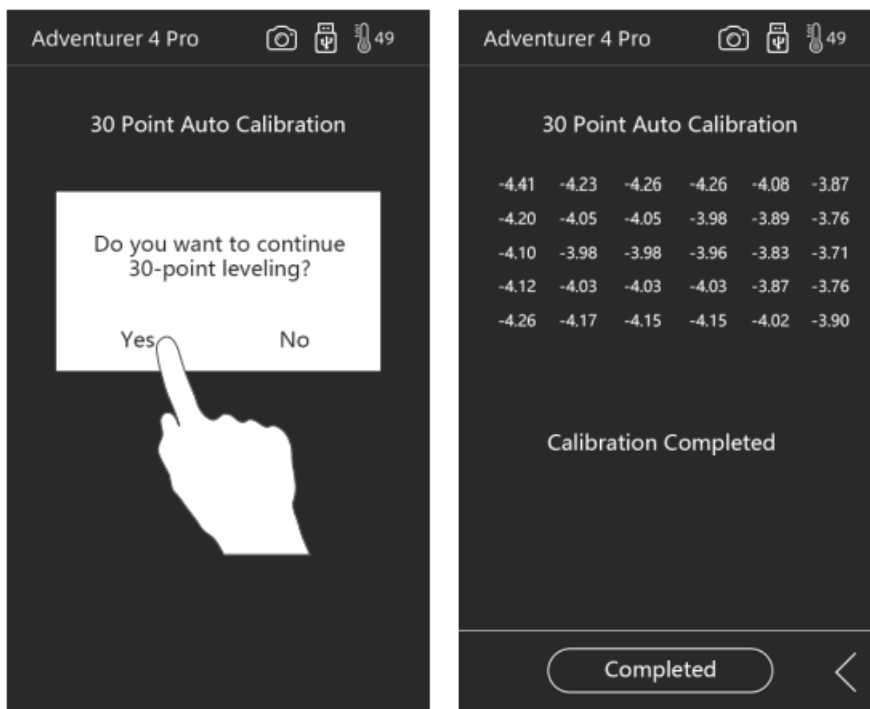 Adventurer 4 Pro 49
30 Point Auto Calibration
Do you want to continue
30-point leveling?
Yes No
Adventurer 4 Pro 49
30 Point Auto Calibration
-4.41 -4.23 -4.26 -4.26 -4.08 -3.87
-4.20 -4.05 -4.05 -3.98 -3.89 -3.76
-4.10 -3.98 -3.98 -3.96 -3.83 -3.71
-4.12 -4.03 -4.03 -4.03 -3.87 -3.76
-4.26 -4.17 -4.15 -4.15 -4.02 -3.90
Calibration Completed
Completed